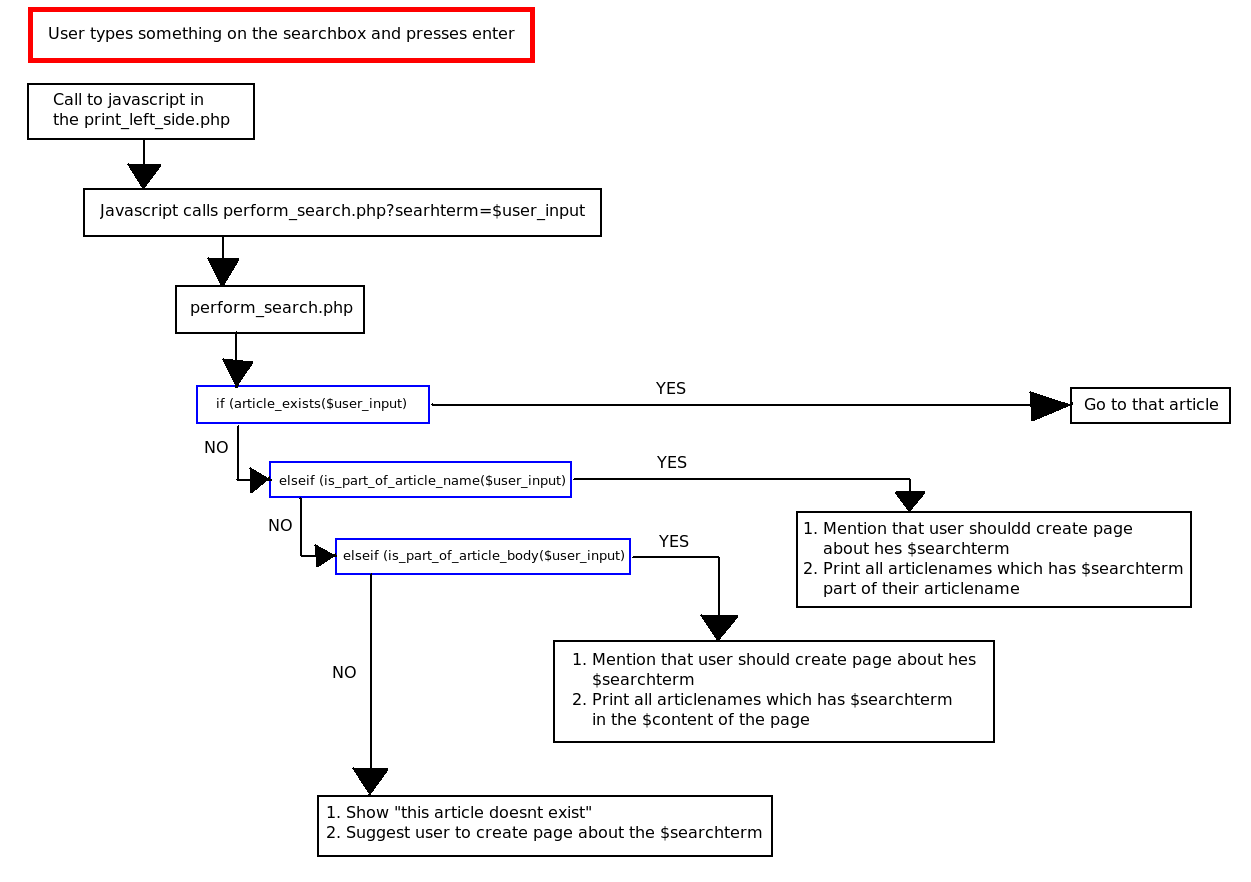 User types something on the searchbox and presses enter
Call to javascript in
the print_left_side.php
Javascript calls perform_search.php?searhterm=$user_input
perform_search.php
if (article_exists($user_input)
YES
Go to that article
NO
elseif (is_part_of_article_name($user_input)
YES
1. Mention that user shouldd create page
about hes $searchterm
2. Print all articlenames which has $searchterm
part of their articlename
NO
elseif (is_part_of_article_body($user_input)
YES
1. Mention that user should create page about hes
$searchterm
2. Print all articlenames which has $searchterm
in the $content of the page
NO
1. Show "this article doesnt exist"
2. Suggest user to create page about the $searchterm